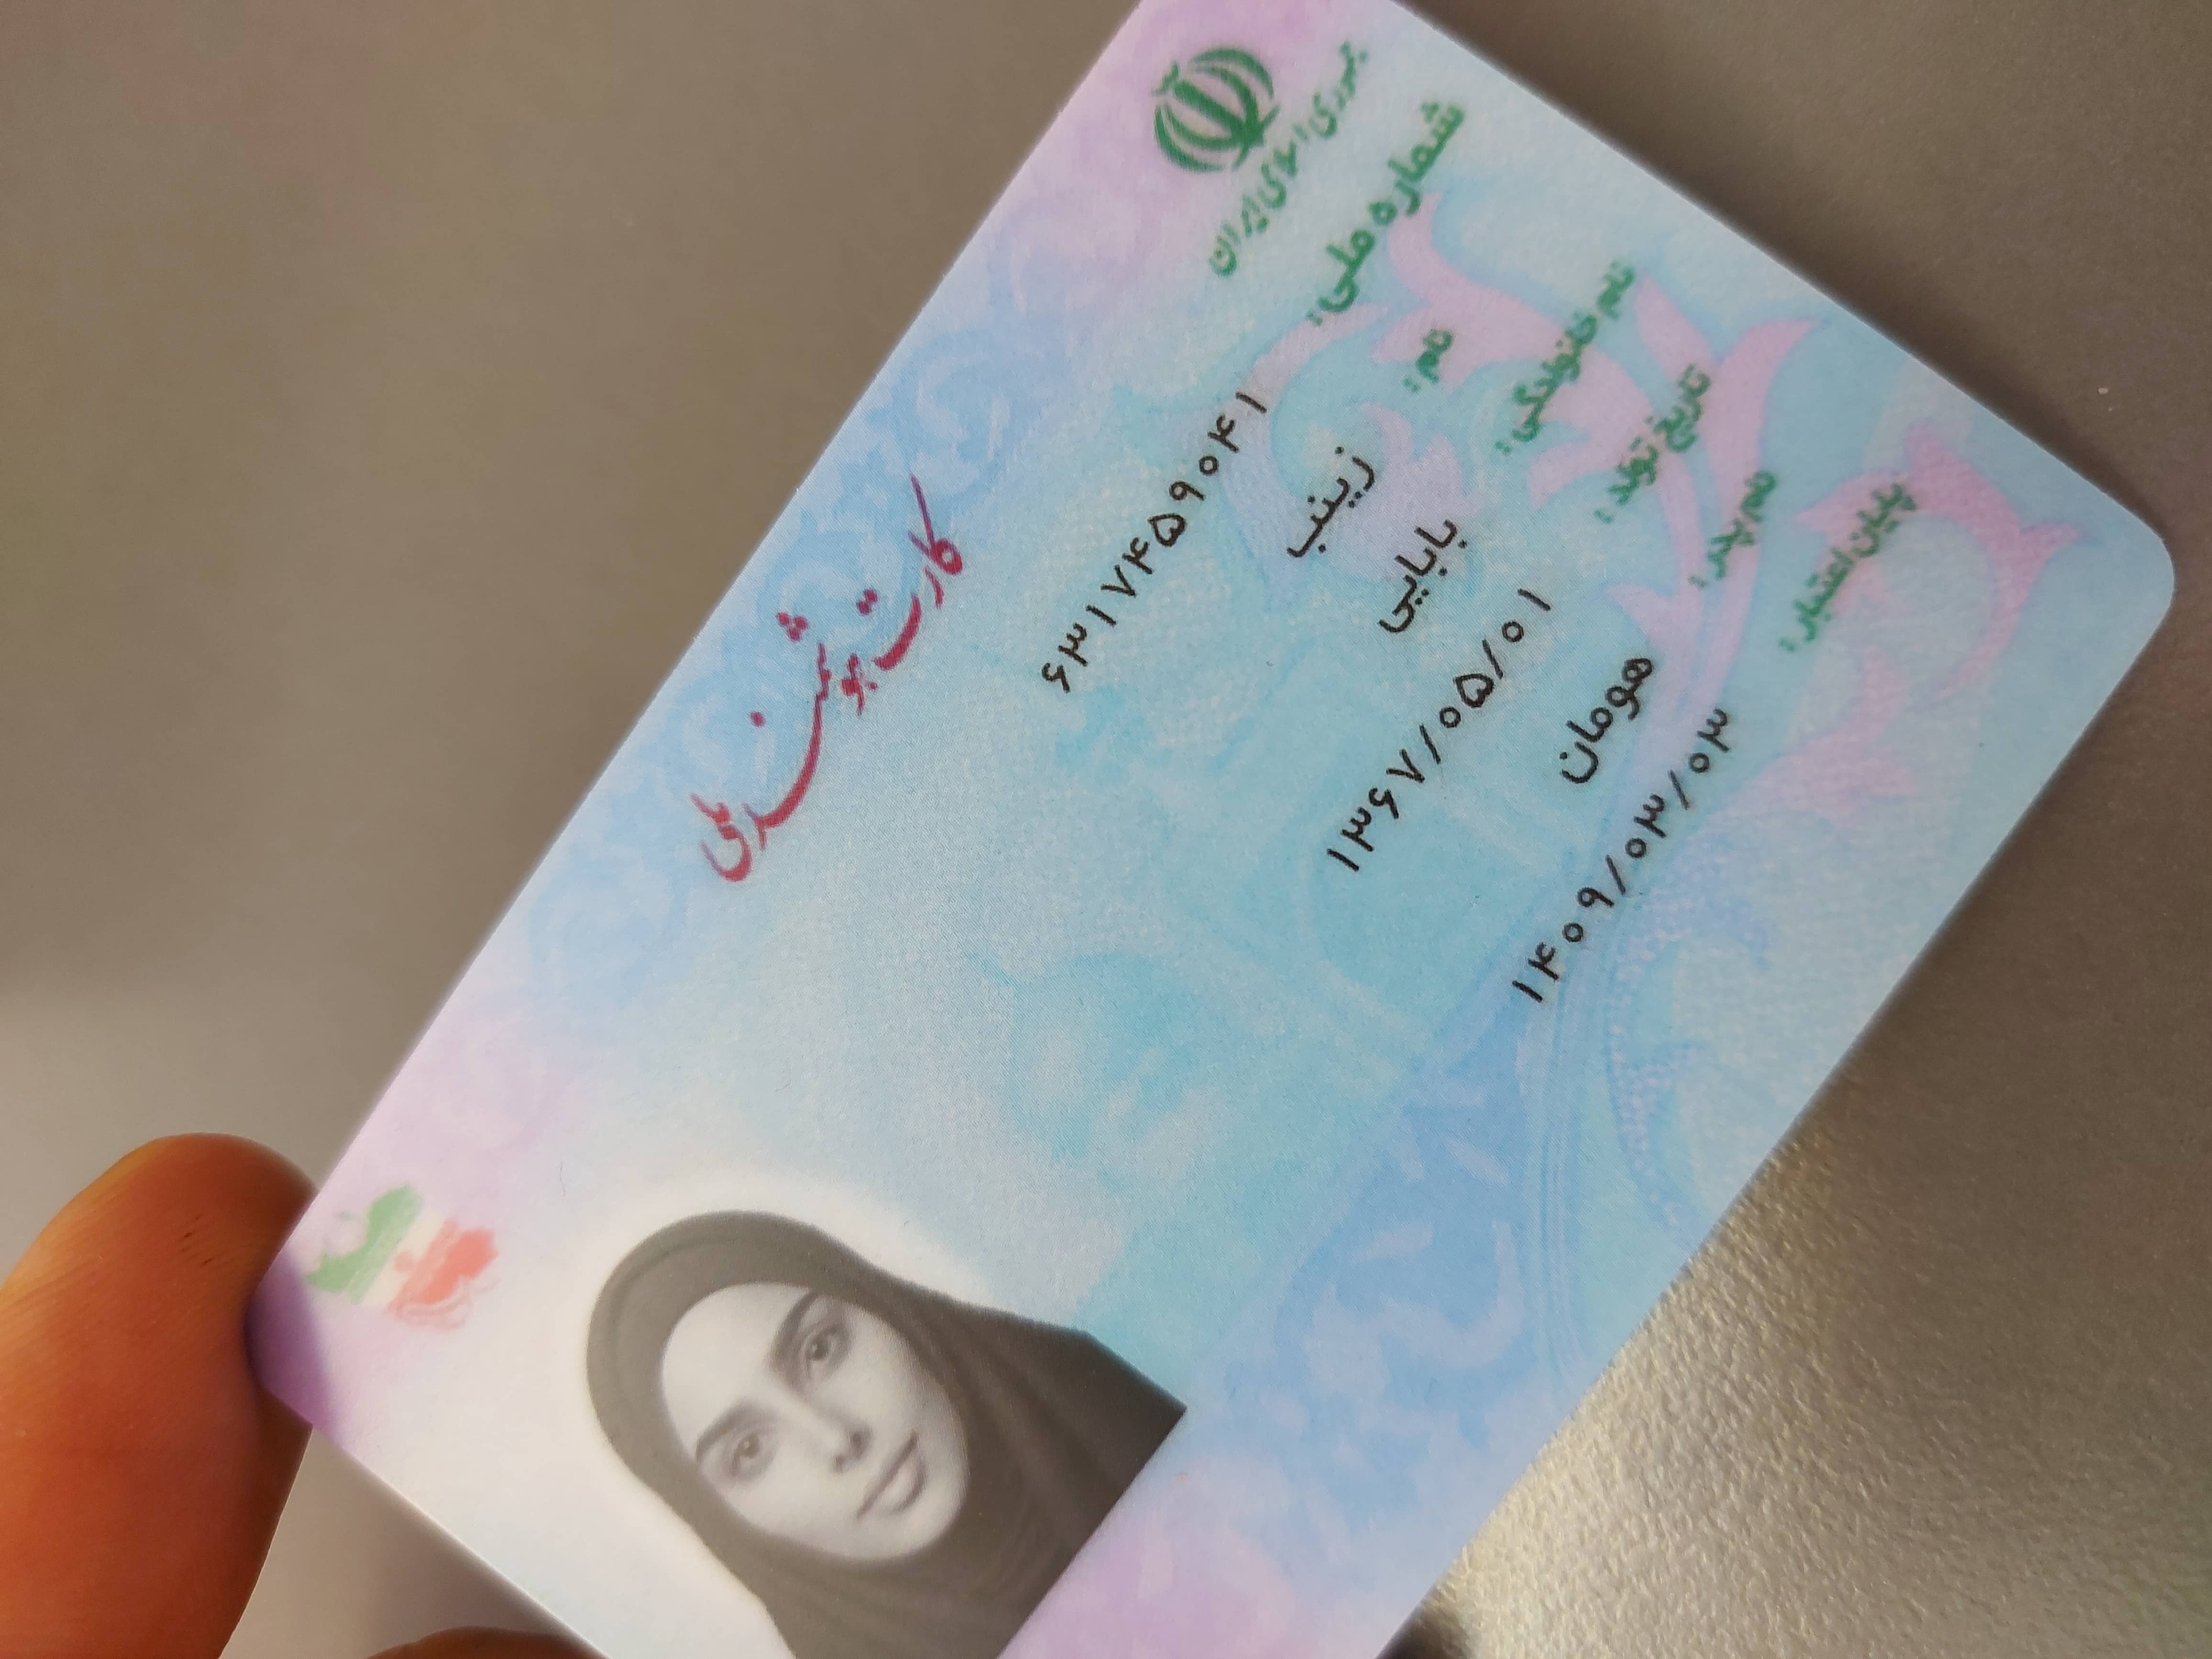 جمهوری اسلامی ایران
کارت هوشمند ملی
شماره ملی: ۶۳۱۷۴۵۹۰۴۱
نام: زینب
نام خانوادگی: بابایی
تاریخ تولد: ۱۳۶۷/۰۵/۰۱
نام پدر: هومان
پایان اعتبار: ۱۴۰۹/۰۳/۰۳